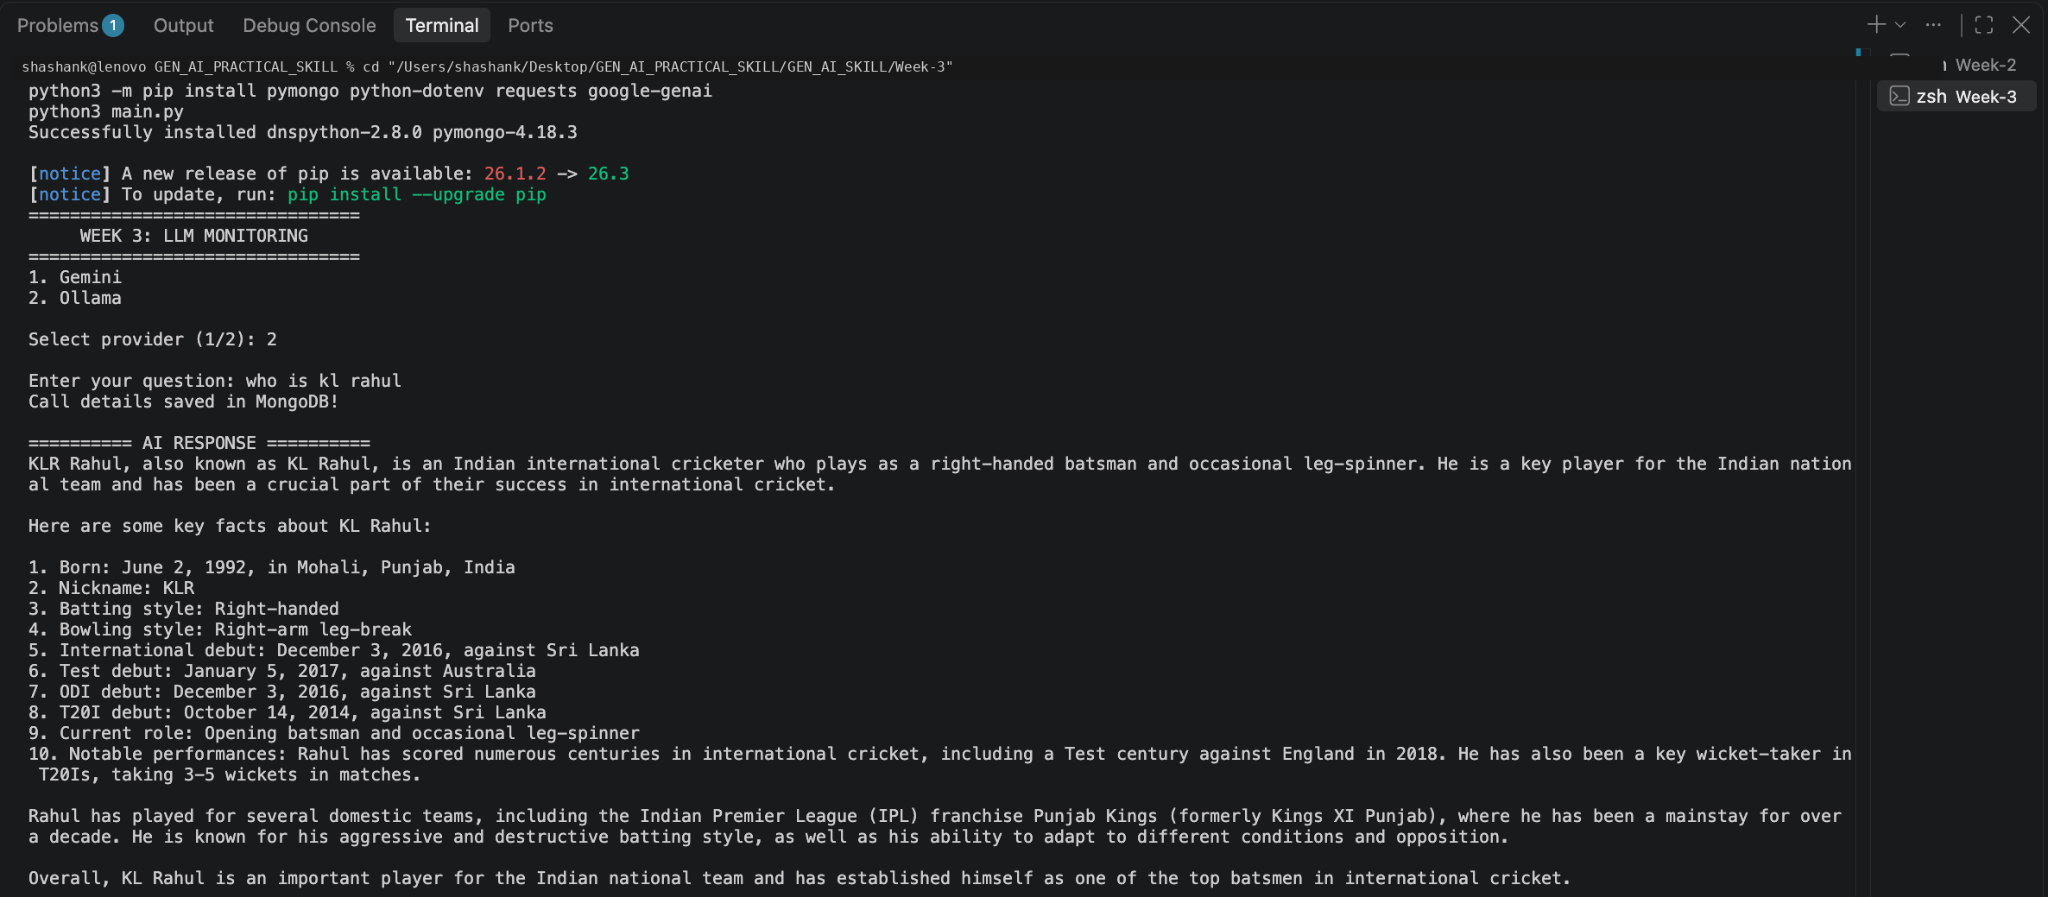 Problems 1 Output Debug Console Terminal Ports
shashank@lenovo GEN_AI_PRACTICAL_SKILL % cd "/Users/shashank/Desktop/GEN_AI_PRACTICAL_SKILL/GEN_AI_SKILL/Week-3"
python3 -m pip install pymongo python-dotenv requests google-genai
python3 main.py
Successfully installed dnspython-2.8.0 pymongo-4.18.3
[notice] A new release of pip is available: 26.1.2 -> 26.3
[notice] To update, run: pip install --upgrade pip
================================
WEEK 3: LLM MONITORING
================================
1. Gemini
2. Ollama
Select provider (1/2): 2
Enter your question: who is kl rahul
Call details saved in MongoDB!
========== AI RESPONSE ==========
KLR Rahul, also known as KL Rahul, is an Indian international cricketer who plays as a right-handed batsman and occasional leg-spinner. He is a key player for the Indian nation
al team and has been a crucial part of their success in international cricket.
Here are some key facts about KL Rahul:
1. Born: June 2, 1992, in Mohali, Punjab, India
2. Nickname: KLR
3. Batting style: Right-handed
4. Bowling style: Right-arm leg-break
5. International debut: December 3, 2016, against Sri Lanka
6. Test debut: January 5, 2017, against Australia
7. ODI debut: December 3, 2016, against Sri Lanka
8. T20I debut: October 14, 2014, against Sri Lanka
9. Current role: Opening batsman and occasional leg-spinner
10. Notable performances: Rahul has scored numerous centuries in international cricket, including a Test century against England in 2018. He has also been a key wicket-taker in
T20Is, taking 3-5 wickets in matches.
Rahul has played for several domestic teams, including the Indian Premier League (IPL) franchise Punjab Kings (formerly Kings XI Punjab), where he has been a mainstay for over
a decade. He is known for his aggressive and destructive batting style, as well as his ability to adapt to different conditions and opposition.
Overall, KL Rahul is an important player for the Indian national team and has established himself as one of the top batsmen in international cricket.
Week-2
zsh Week-3